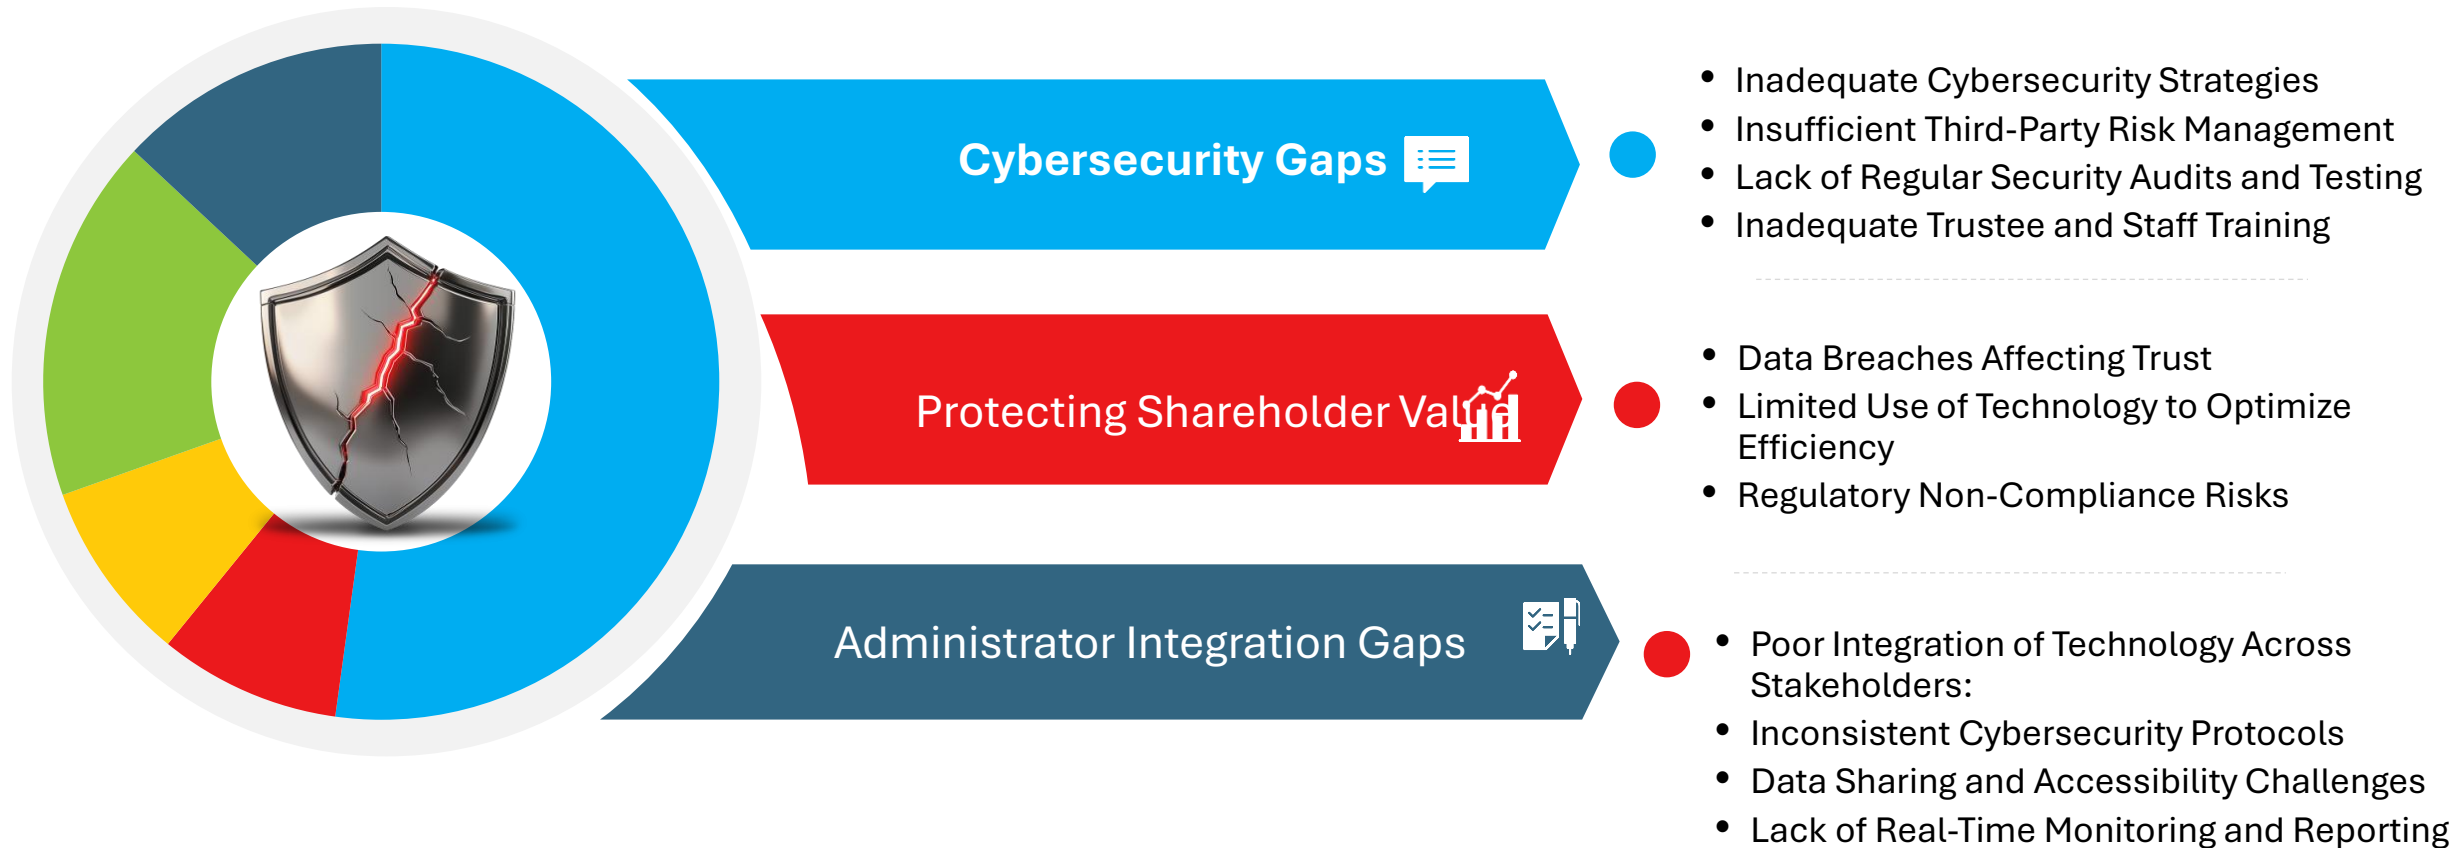 Cybersecurity Gaps
• Inadequate Cybersecurity Strategies
• Insufficient Third-Party Risk Management
• Lack of Regular Security Audits and Testing
• Inadequate Trustee and Staff Training
Protecting Shareholder Value
• Data Breaches Affecting Trust
• Limited Use of Technology to Optimize
Efficiency
• Regulatory Non-Compliance Risks
Administrator Integration Gaps
• Poor Integration of Technology Across
Stakeholders:
• Inconsistent Cybersecurity Protocols
• Data Sharing and Accessibility Challenges
• Lack of Real-Time Monitoring and Reporting